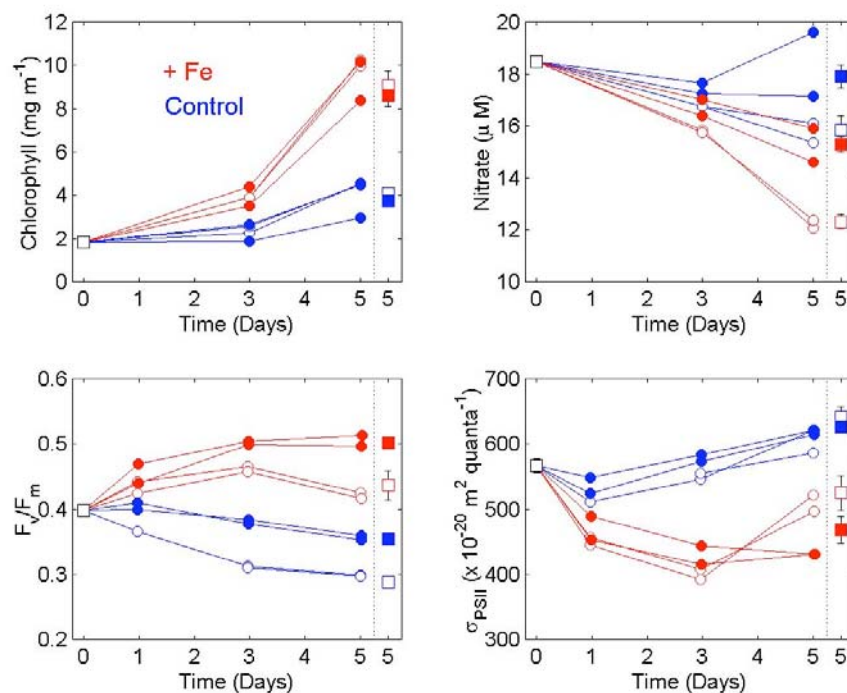 12
10
8
6
4
2
0
+ Fe
Control
Chlorophyll (mg m⁻¹)
0 1 2 3 4 5 5
Time (Days)
20
18
16
14
12
10
Nitrate (μ M)
0 1 2 3 4 5 5
Time (Days)
0.6
0.5
0.4
0.3
0.2
Fᵥ/Fₘ
0 1 2 3 4 5 5
Time (Days)
700
600
500
400
300
σPSII (x 10⁻²⁰ m² quanta⁻¹)
0 1 2 3 4 5 5
Time (Days)